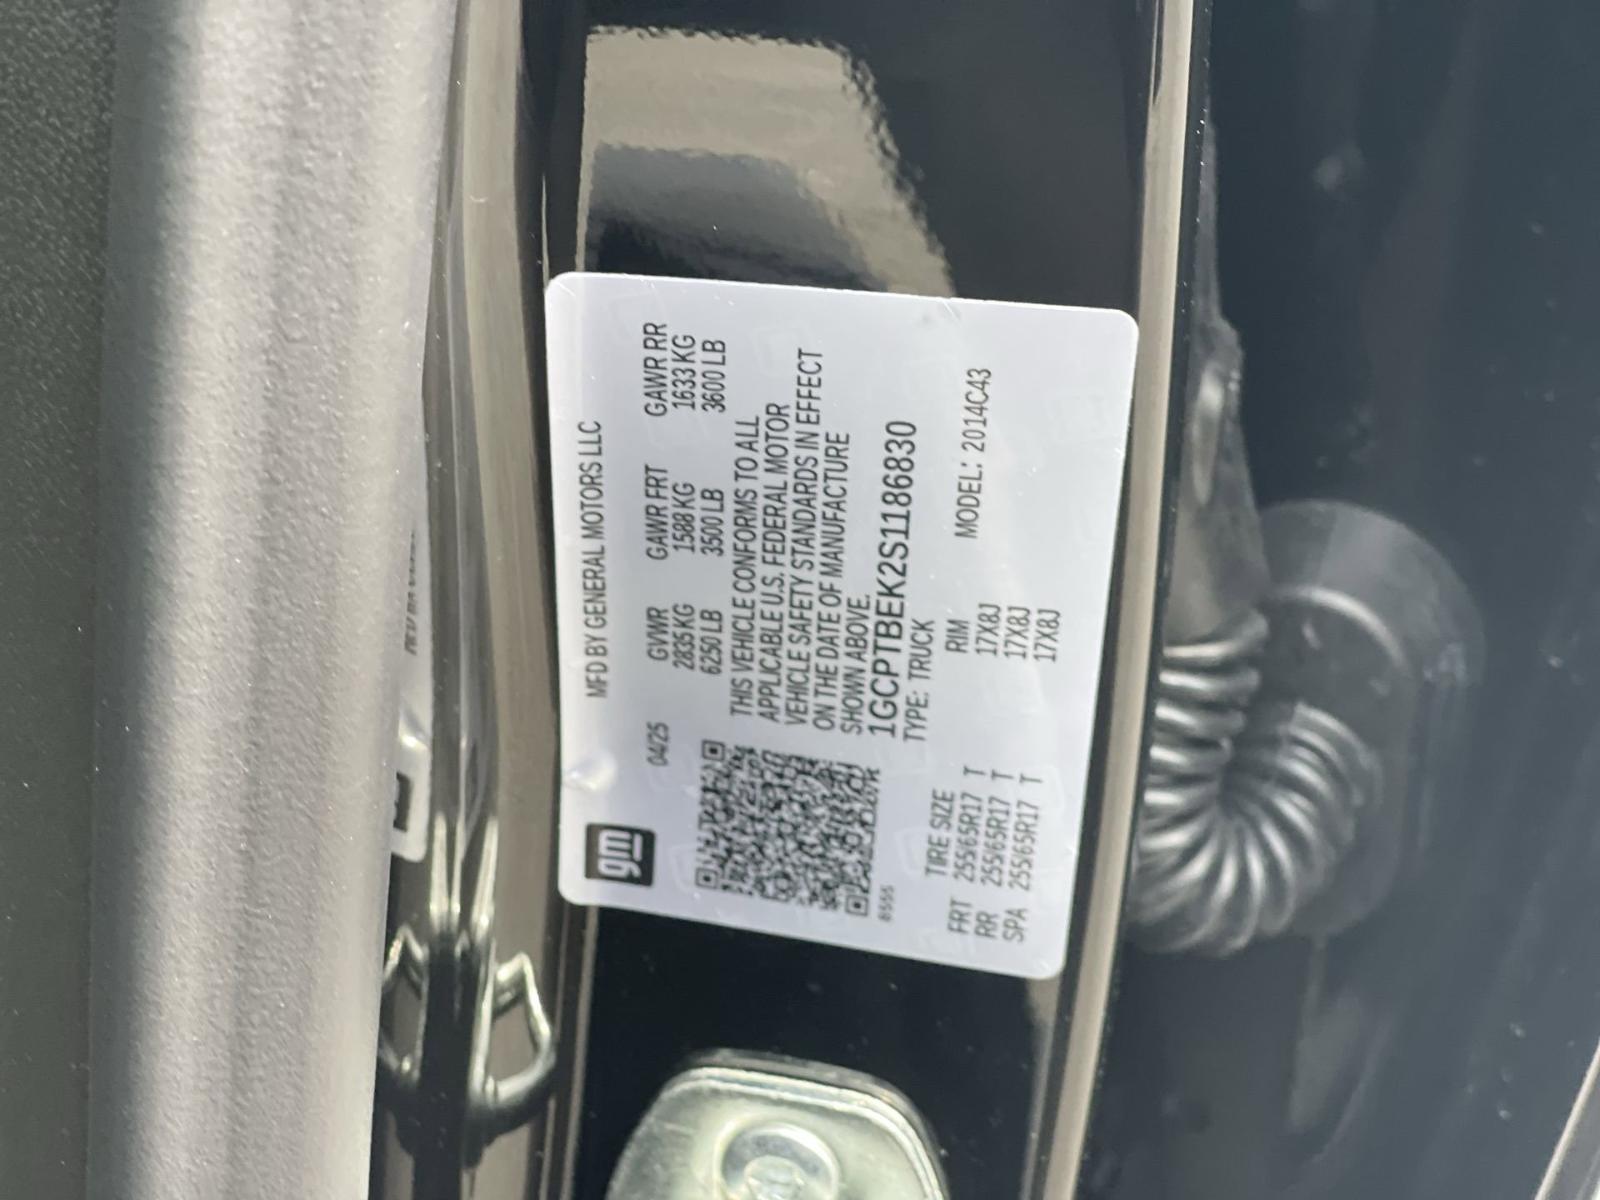 gm
MFD BY GENERAL MOTORS LLC
04/25 GVWR GAWR FRT GAWR RR
2835 KG 1588 KG 1633 KG
6250 LB 3500 LB 3600 LB
THIS VEHICLE CONFORMS TO ALL
APPLICABLE U.S. FEDERAL MOTOR
VEHICLE SAFETY STANDARDS IN EFFECT
ON THE DATE OF MANUFACTURE
SHOWN ABOVE.
1GCPTBEK2S1186830
TYPE: TRUCK
MODEL: 2014C43
TIRE SIZE RIM
FRT 255/65R17 T 17X8J
RR 255/65R17 T 17X8J
SPA 255/65R17 T 17X8J